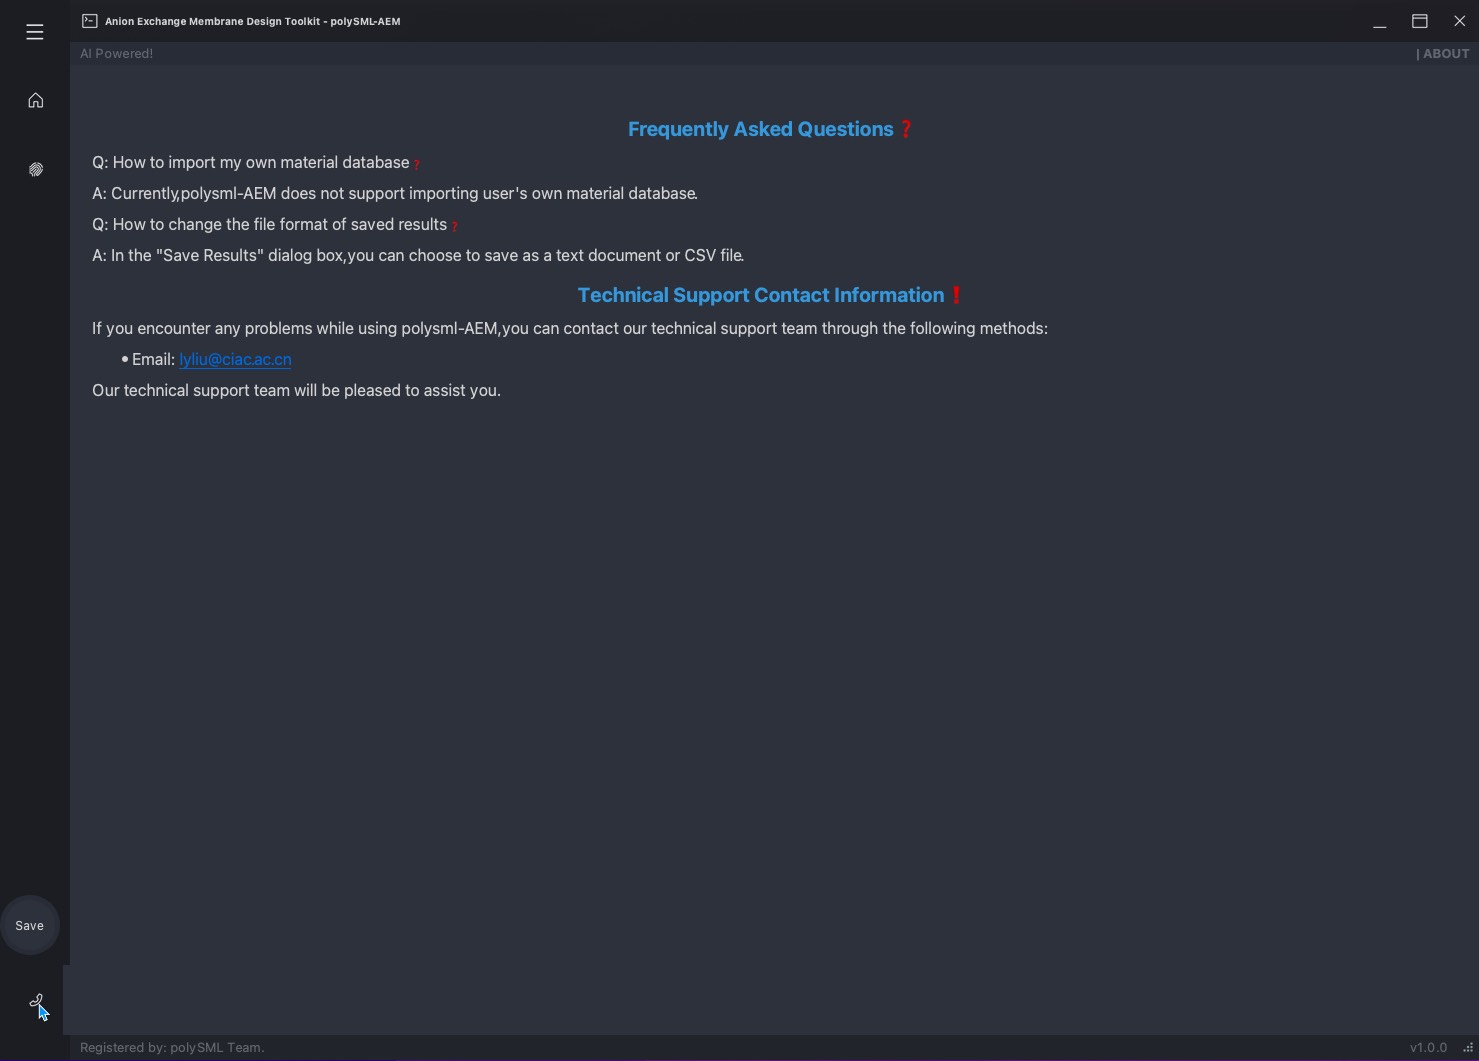 Anion Exchange Membrane Design Toolkit - polySML-AEM
AI Powered!
| ABOUT
Frequently Asked Questions ❓
Q: How to import my own material database ❓
A: Currently,polysml-AEM does not support importing user's own material database.
Q: How to change the file format of saved results ❓
A: In the "Save Results" dialog box,you can choose to save as a text document or CSV file.
Technical Support Contact Information ❗
If you encounter any problems while using polysml-AEM,you can contact our technical support team through the following methods:
• Email: lyliu@ciac.ac.cn
Our technical support team will be pleased to assist you.
Save
Registered by: polySML Team.
v1.0.0